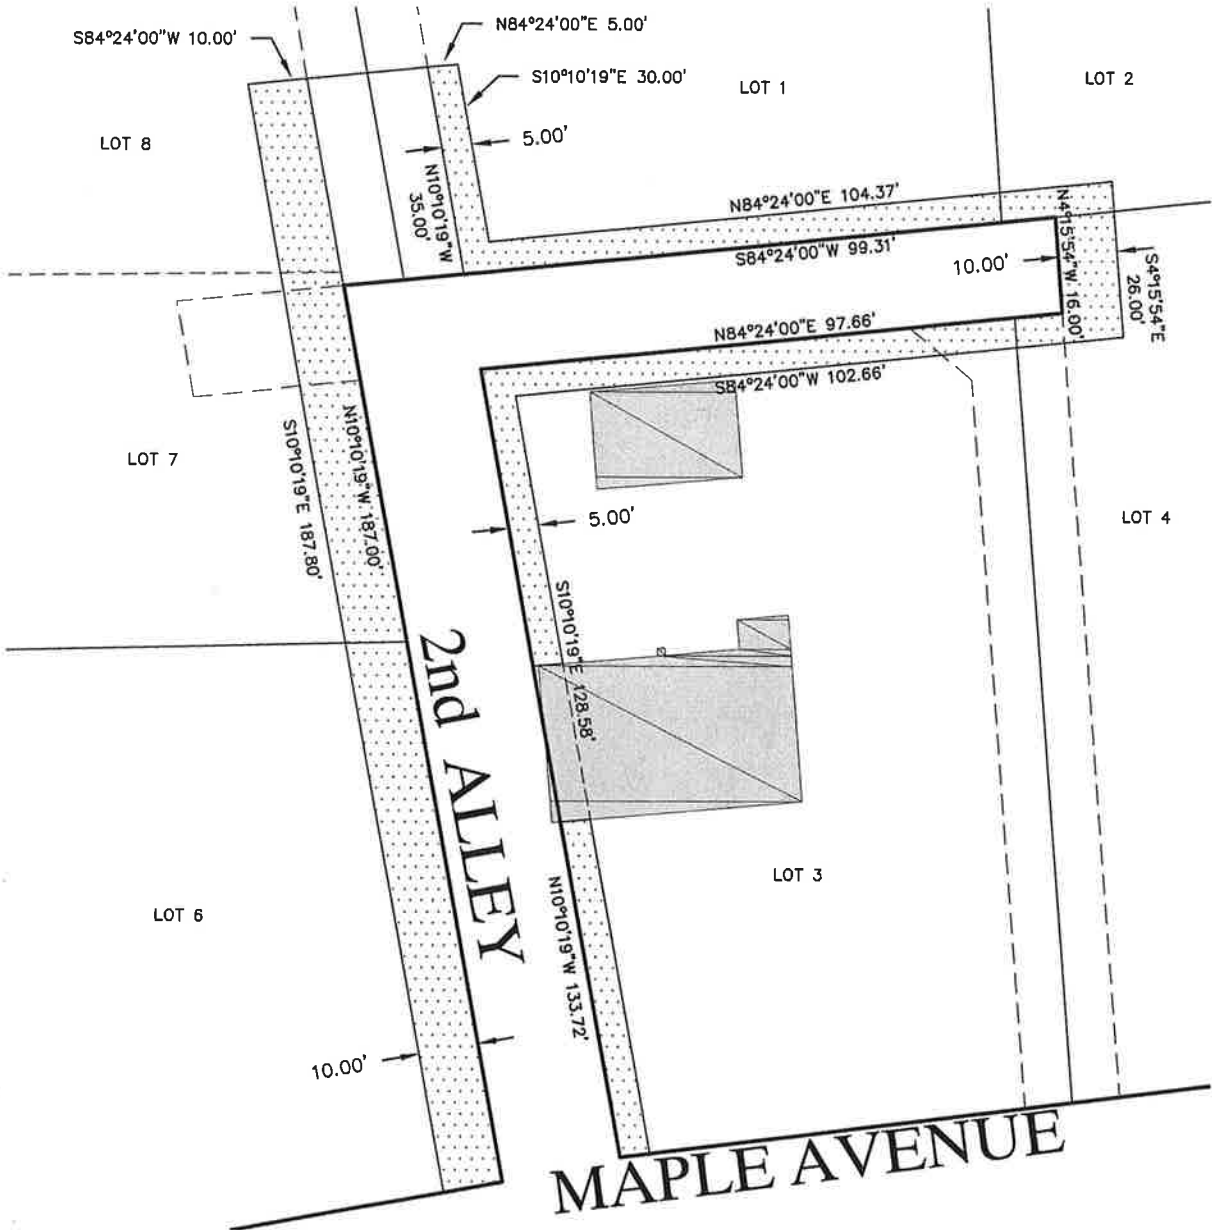 S84°24'00"W 10.00'
N84°24'00"E 5.00'
S10°10'19"E 30.00'
LOT 1
LOT 2
LOT 8
5.00'
N10°10'19"W
35.00'
N84°24'00"E 104.37'
S84°24'00"W 99.31'
10.00'
N4°15'54"W 16.00'
S4°15'54"E
26.00'
N84°24'00"E 97.66'
S84°24'00"W 102.66'
LOT 7
S10°10'19"E 187.80'
N10°10'19"W 187.00'
5.00'
LOT 4
S10°10'19"E 128.58'
2nd ALLEY
LOT 3
LOT 6
N10°10'19"W 133.72'
10.00'
MAPLE AVENUE